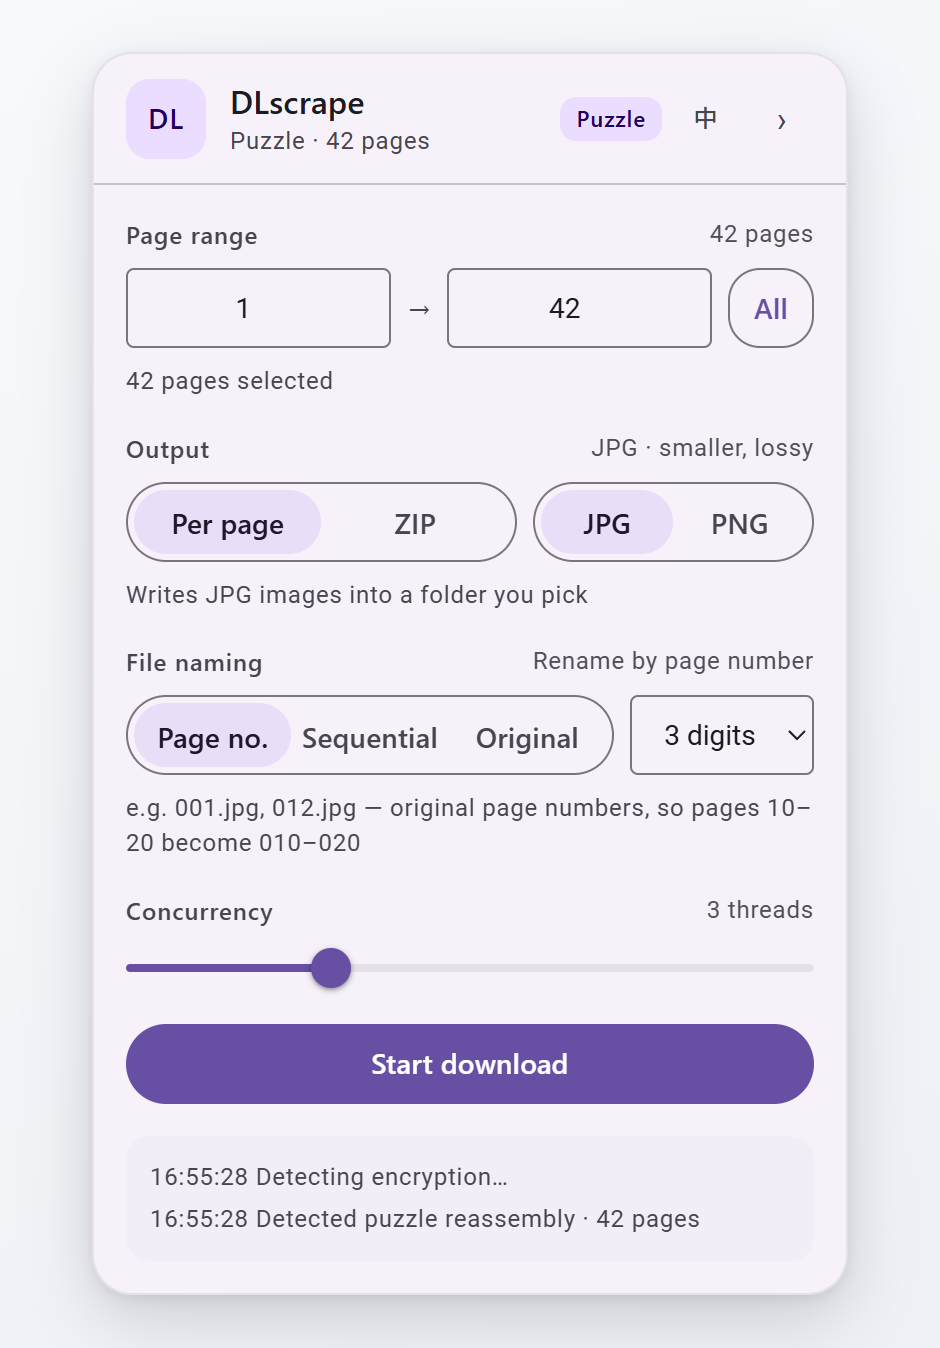 DL
DLscrape
Puzzle · 42 pages
Puzzle
中
›
Page range
42 pages
1
→
42
All
42 pages selected
Output
JPG · smaller, lossy
Per page
ZIP
JPG
PNG
Writes JPG images into a folder you pick
File naming
Rename by page number
Page no.
Sequential
Original
3 digits
e.g. 001.jpg, 012.jpg — original page numbers, so pages 10–
20 become 010–020
Concurrency
3 threads
Start download
16:55:28 Detecting encryption…
16:55:28 Detected puzzle reassembly · 42 pages